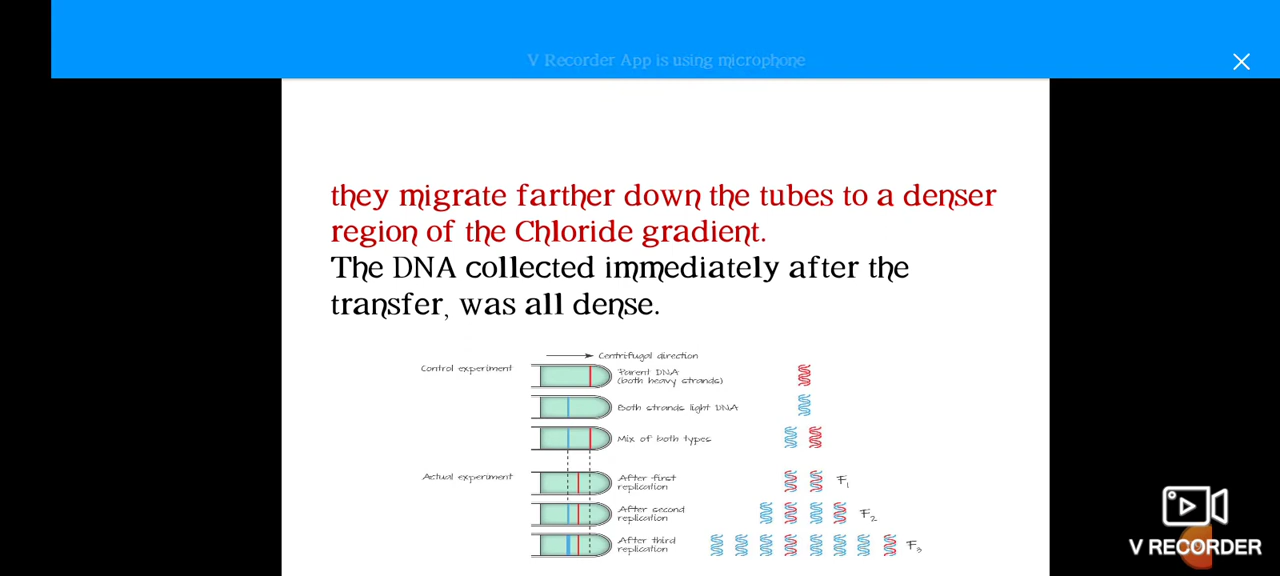 V Recorder App is using microphone
they migrate farther down the tubes to a denser
region of the Chloride gradient.
The DNA collected immediately after the
transfer, was all dense.
Centrifugal direction
Control experiment
Parent DNA
(both heavy strands)
Both strands light DNA
Mix of both types
Actual experiment
After first
replication
F1
After second
replication
F2
After third
replication
F3
V RECORDER